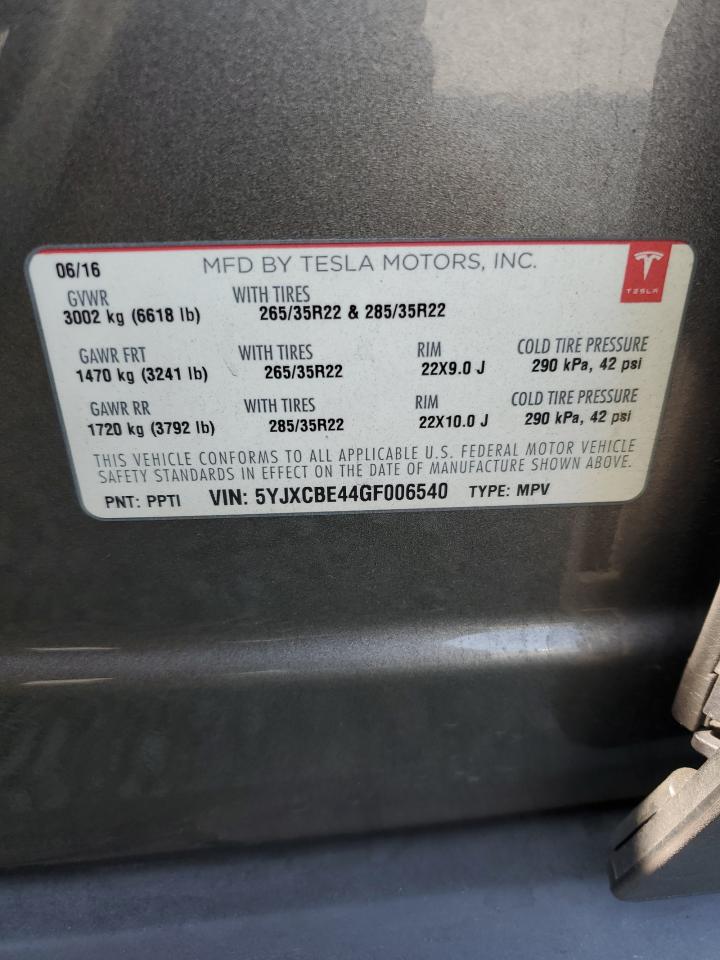 06/16 MFD BY TESLA MOTORS, INC.
TESLA
GVWR WITH TIRES
3002 kg (6618 lb) 265/35R22 & 285/35R22
GAWR FRT WITH TIRES RIM COLD TIRE PRESSURE
1470 kg (3241 lb) 265/35R22 22X9.0 J 290 kPa, 42 psi
GAWR RR WITH TIRES RIM COLD TIRE PRESSURE
1720 kg (3792 lb) 285/35R22 22X10.0 J 290 kPa, 42 psi
THIS VEHICLE CONFORMS TO ALL APPLICABLE U.S. FEDERAL MOTOR VEHICLE
SAFETY STANDARDS IN EFFECT ON THE DATE OF MANUFACTURE SHOWN ABOVE.
PNT: PPTI VIN: 5YJXCBE44GF006540 TYPE: MPV